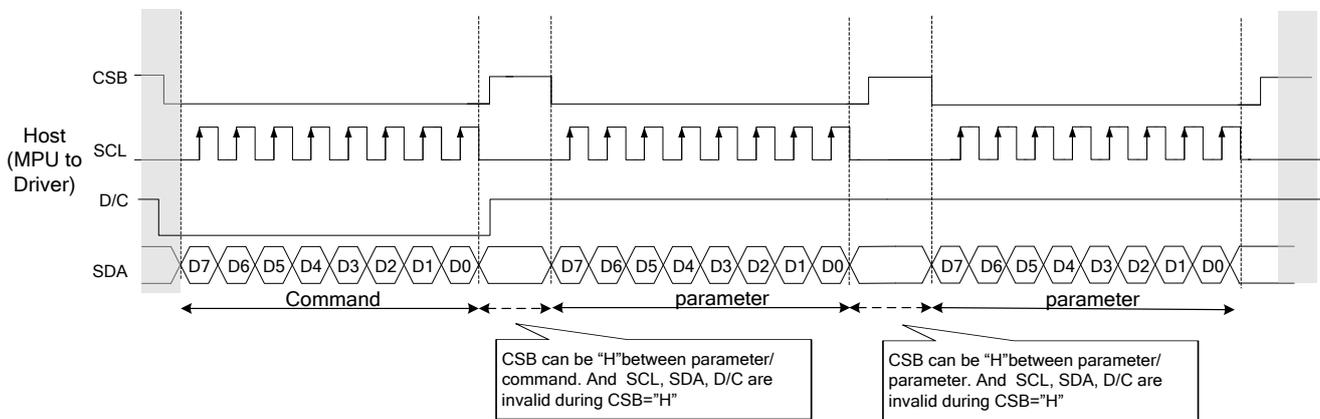 CSB
Host
(MPU to
Driver)
SCL
D/C
SDA
D7 D6 D5 D4 D3 D2 D1 D0 D7 D6 D5 D4 D3 D2 D1 D0 D7 D6 D5 D4 D3 D2 D1 D0
Command parameter parameter
CSB can be “H”between parameter/
command. And SCL, SDA, D/C are
invalid during CSB=”H”
CSB can be “H”between parameter/
parameter. And SCL, SDA, D/C are
invalid during CSB=”H”